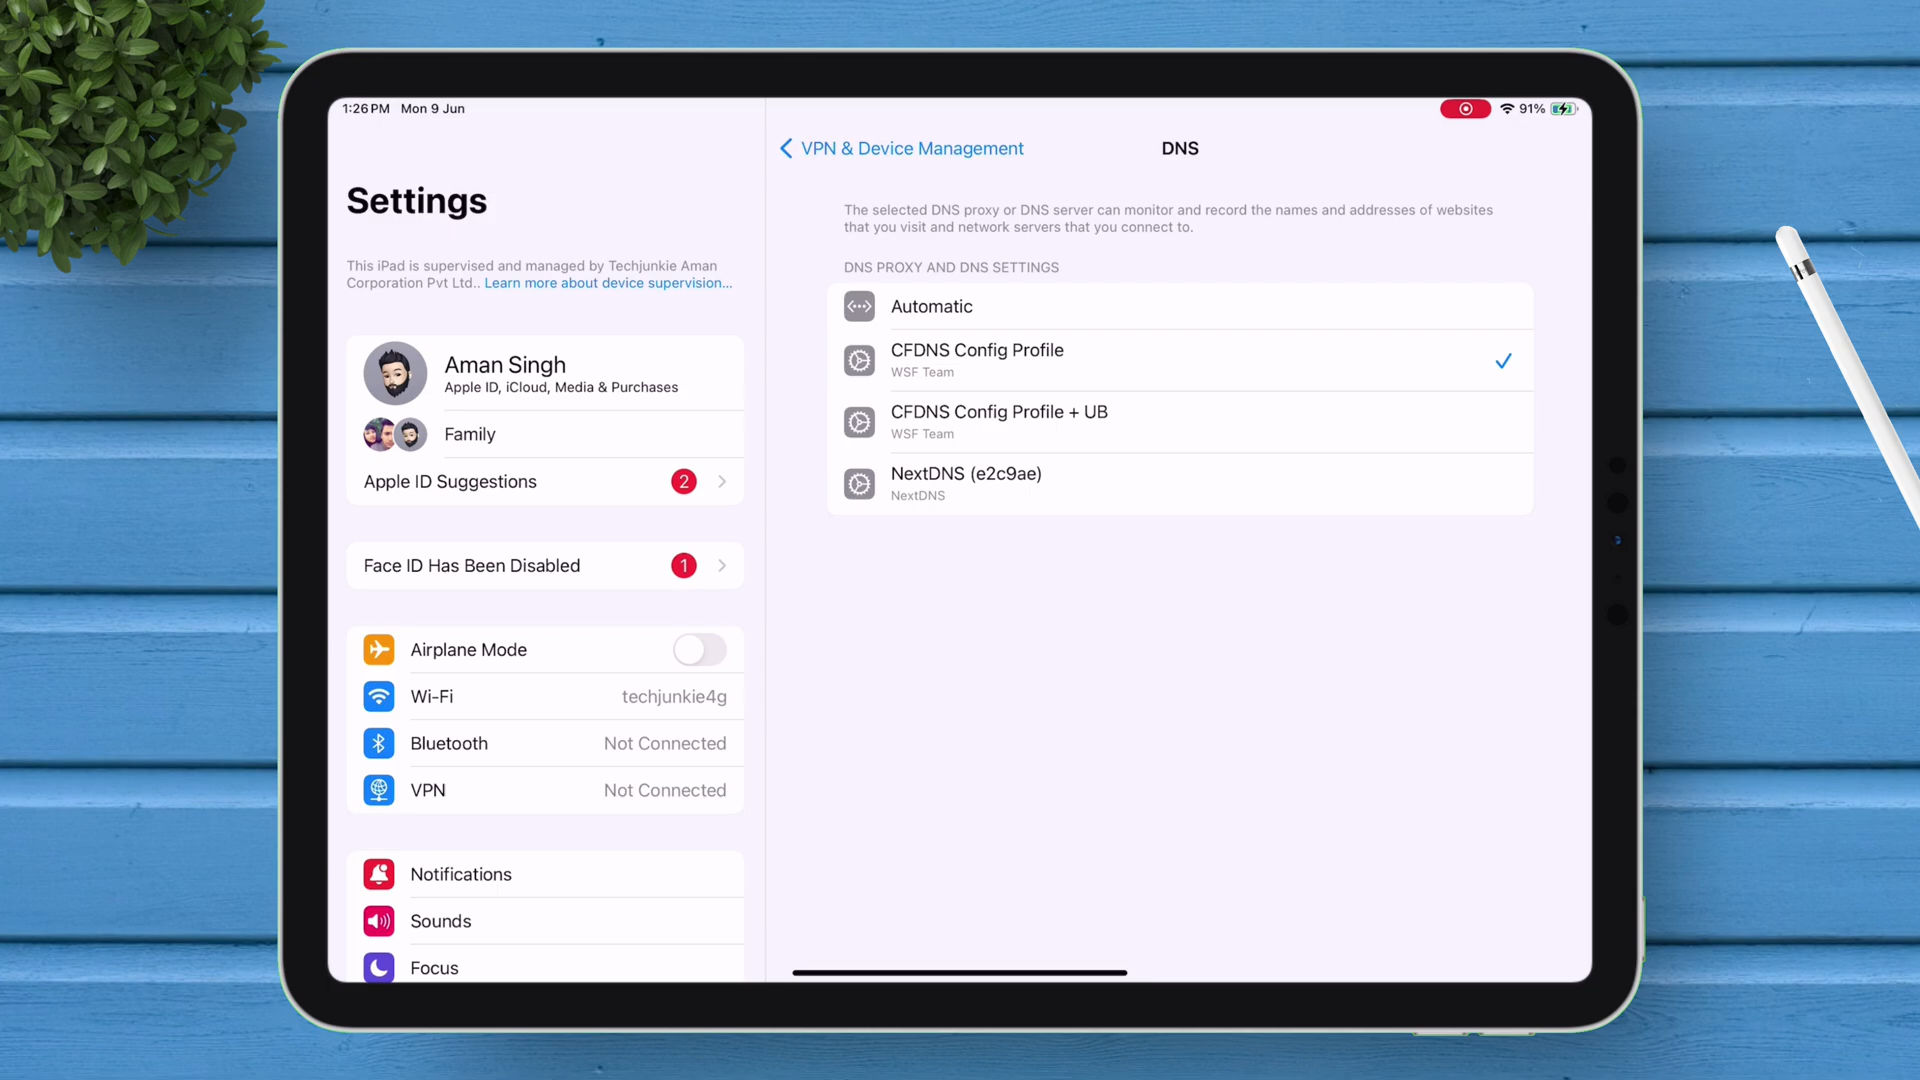 1:26 PM Mon 9 Jun
91%
Settings
This iPad is supervised and managed by Techjunkie Aman
Corporation Pvt Ltd.. Learn more about device supervision...
Aman Singh
Apple ID, iCloud, Media & Purchases
Family
Apple ID Suggestions
2
Face ID Has Been Disabled
1
Airplane Mode
Wi-Fi
techjunkie4g
Bluetooth
Not Connected
VPN
Not Connected
Notifications
Sounds
Focus
VPN & Device Management
DNS
The selected DNS proxy or DNS server can monitor and record the names and addresses of websites
that you visit and network servers that you connect to.
DNS PROXY AND DNS SETTINGS
Automatic
CFDNS Config Profile
WSF Team
CFDNS Config Profile + UB
WSF Team
NextDNS (e2c9ae)
NextDNS